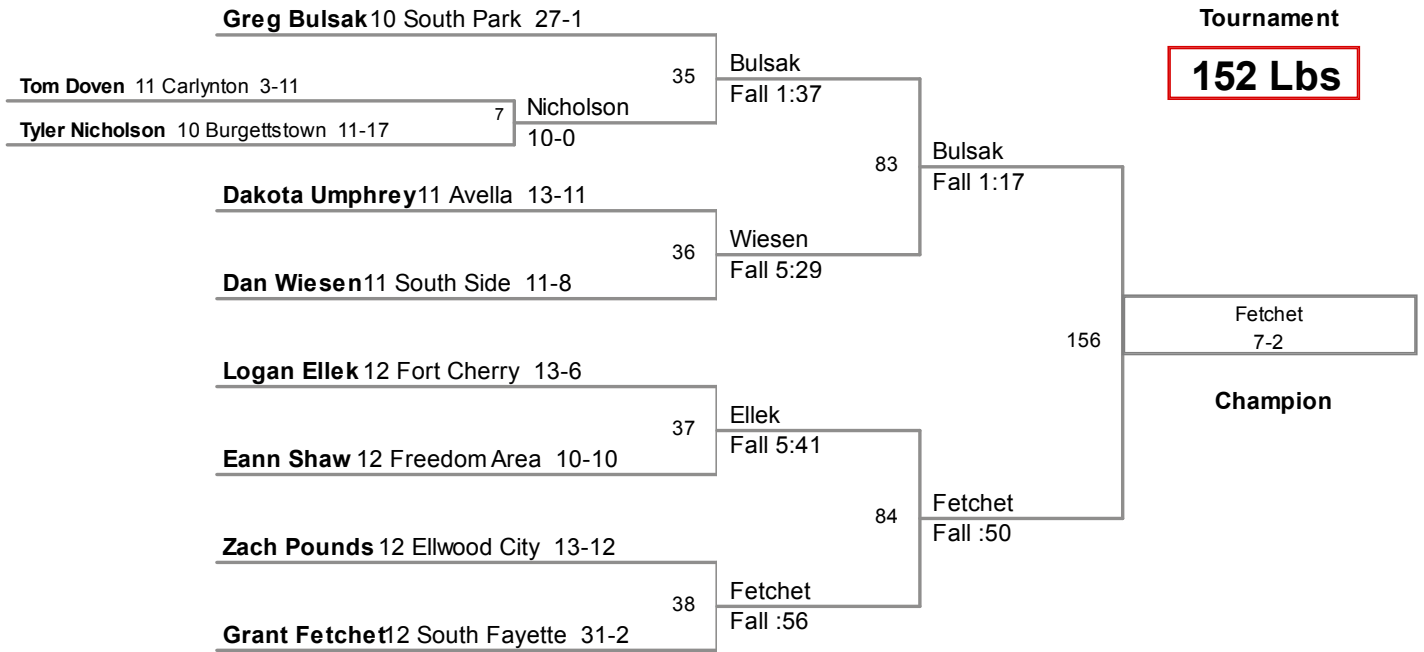 Greg Bulsak 10 South Park 27-1
Tournament
152 Lbs
35
Bulsak
Fall 1:37
Tom Doven 11 Carlynton 3-11
7
Nicholson
10-0
Tyler Nicholson 10 Burgettstown 11-17
83
Bulsak
Fall 1:17
Dakota Umphrey 11 Avella 13-11
36
Wiesen
Fall 5:29
Dan Wiesen 11 South Side 11-8
156
Fetchet
7-2
Champion
Logan Ellek 12 Fort Cherry 13-6
37
Ellek
Fall 5:41
Eann Shaw 12 Freedom Area 10-10
84
Fetchet
Fall :50
Zach Pounds 12 Ellwood City 13-12
38
Fetchet
Fall :56
Grant Fetchet 12 South Fayette 31-2